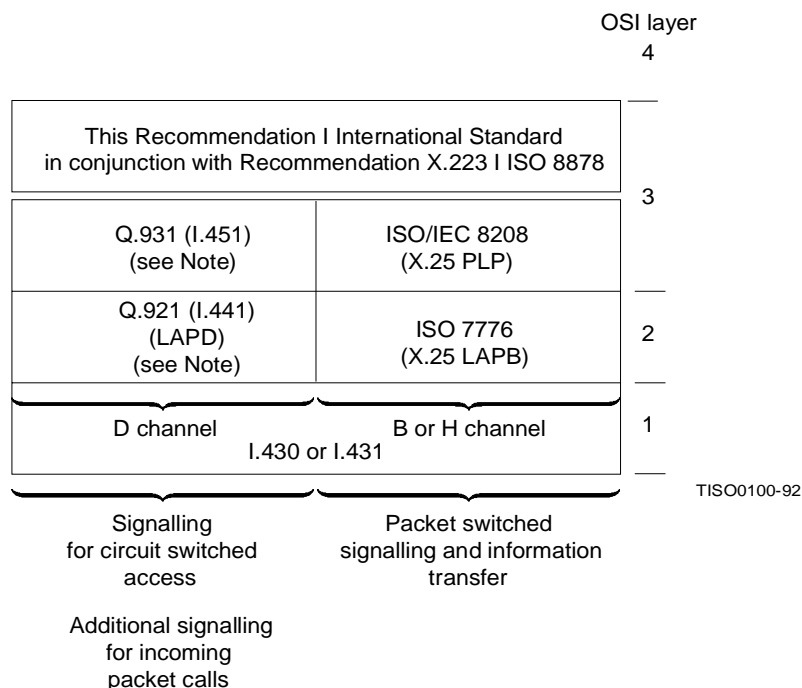 OSI layer
4
This Recommendation I International Standard
in conjunction with Recommendation X.223 I ISO 8878
3
Q.931 (I.451)
(see Note)
ISO/IEC 8208
(X.25 PLP)
Q.921 (I.441)
(LAPD)
(see Note)
ISO 7776
(X.25 LAPB)
2
D channel
B or H channel
1
I.430 or I.431
TISO0100-92
Signalling
for circuit switched
access
Packet switched
signalling and information
transfer
Additional signalling
for incoming
packet calls